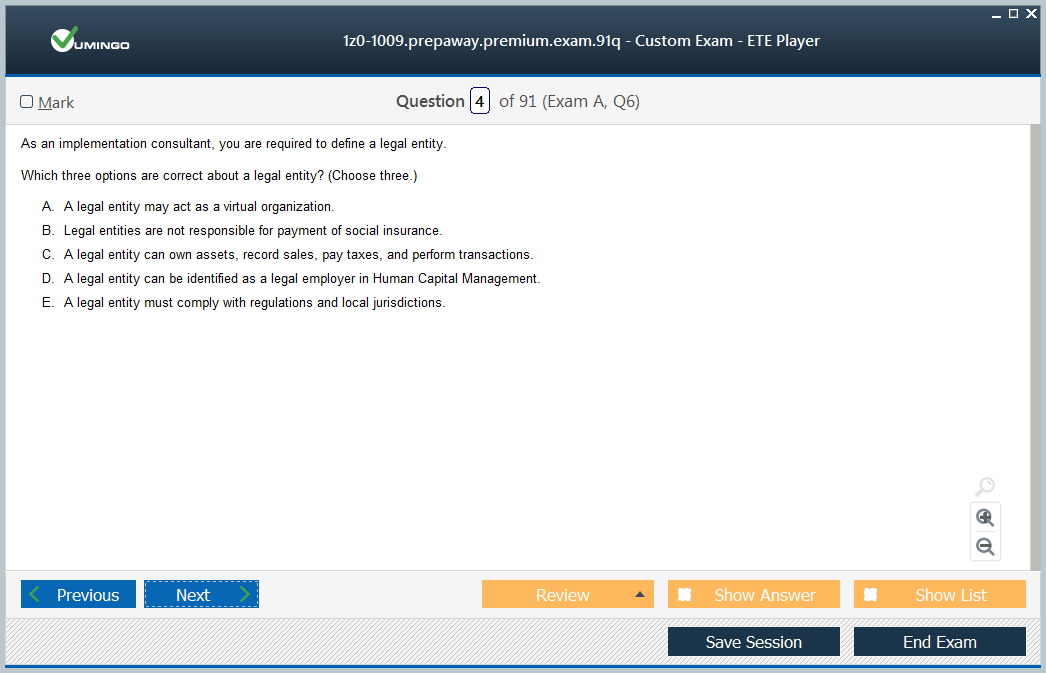 VUMINGO
1z0-1009.prepaway.premium.exam.91q - Custom Exam - ETE Player
Mark
Question 4 of 91 (Exam A, Q6)
As an implementation consultant, you are required to define a legal entity.
Which three options are correct about a legal entity? (Choose three.)
A. A legal entity may act as a virtual organization.
B. Legal entities are not responsible for payment of social insurance.
C. A legal entity can own assets, record sales, pay taxes, and perform transactions.
D. A legal entity can be identified as a legal employer in Human Capital Management.
E. A legal entity must comply with regulations and local jurisdictions.
Previous Next Review Show Answer Show List
Save Session End Exam